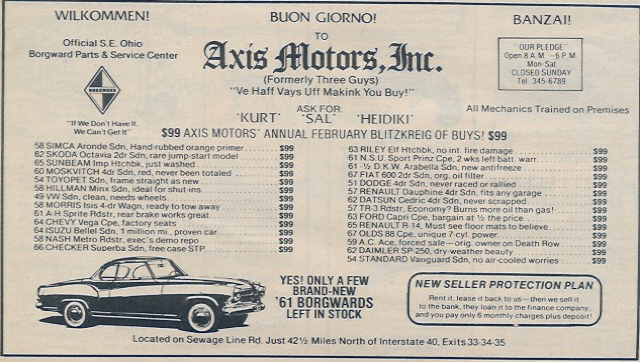 WILKOMMEN!
BUON GIORNO!
BANZAI!
Official S.E. Ohio
Borgward Parts & Service Center
BORGWARD
"If We Don't Have It,
We Can't Get It"
TO
Axis Motors, Inc.
(Formerly Three Guys)
"Ve Haff Vays Uff Makink You Buy!"
ASK FOR:
'KURT' 'SAL' 'HEIDIKI'
"OUR PLEDGE"
Open 8 A.M.-6 P.M.
Mon-Sat.
CLOSED SUNDAY
Tel. 345-6789
All Mechanics Trained on Premises
$99 AXIS MOTORS' ANNUAL FEBRUARY BLITZKREIG OF BUYS! $99
58 SIMCA Aronde Sdn, Hand-rubbed orange primer $99
62 SKODA Octavia 2dr Sdn, rare jump-start model $99
65 SUNBEAM Imp Htchbk, just washed $99
60 MOSKVITCH 4dr Sdn, red, never been totaled $99
54 TOYOPET Sdn, frame straight as new $99
58 HILLMAN Minx Sdn, ideal for shut-ins $99
49 VW Sdn, clean, needs wheels $99
58 MORRIS Isis 4-dr Wagn, ready to tow away $99
61 A-H Sprite Rdstr, rear brake works great $99
64 CHEVY Vega Cpe, factory seats $99
64 ISUZU Bellel Sdn, 1 million mi., proven car $99
58 NASH Metro Rdstr, exec's demo repo $99
66 CHECKER Superba Sdn, free case STP $99
63 RILEY Elf Htchbk, no int. fire damage $99
61 N.S.U. Sport Prinz Cpe, 2 wks left batt. warr. $99
61 ½ D.K.W. Arabella Sdn, new antifreeze $99
67 FIAT 600 2dr Sdn, org. oil filter $99
51 DODGE 4dr Sdn, never raced or rallied $99
57 RENAULT Dauphine 4dr Sdn, fits any garage $99
62 DATSUN Cedric 4dr Sdn, never scrapped $99
57 TR-3 Rdstr, Economy? Burns more oil than gas! $99
63 FORD Capri Cpe, bargain at ½ the price $99
65 RENAULT R-14, Must see floor mats to believe $99
67 OLDS 88 Cpe, unique 7-cyl. power $99
59 A.C. Ace, forced sale—orig. owner on Death Row $99
62 DAIMLER SP-250, dry-weather beauty $99
54 STANDARD Vanguard Sdn, no air-cooled worries $99
YES! ONLY A FEW
BRAND-NEW
'61 BORGWARDS
LEFT IN STOCK
NEW SELLER PROTECTION PLAN
Rent it, lease it back to us—then we sell it
to the bank, they loan it to the finance company,
and you pay only 6 monthly charges plus deposit!
Located on Sewage Line Rd. Just 42½ Miles North of Interstate 40, Exits 33-34-35